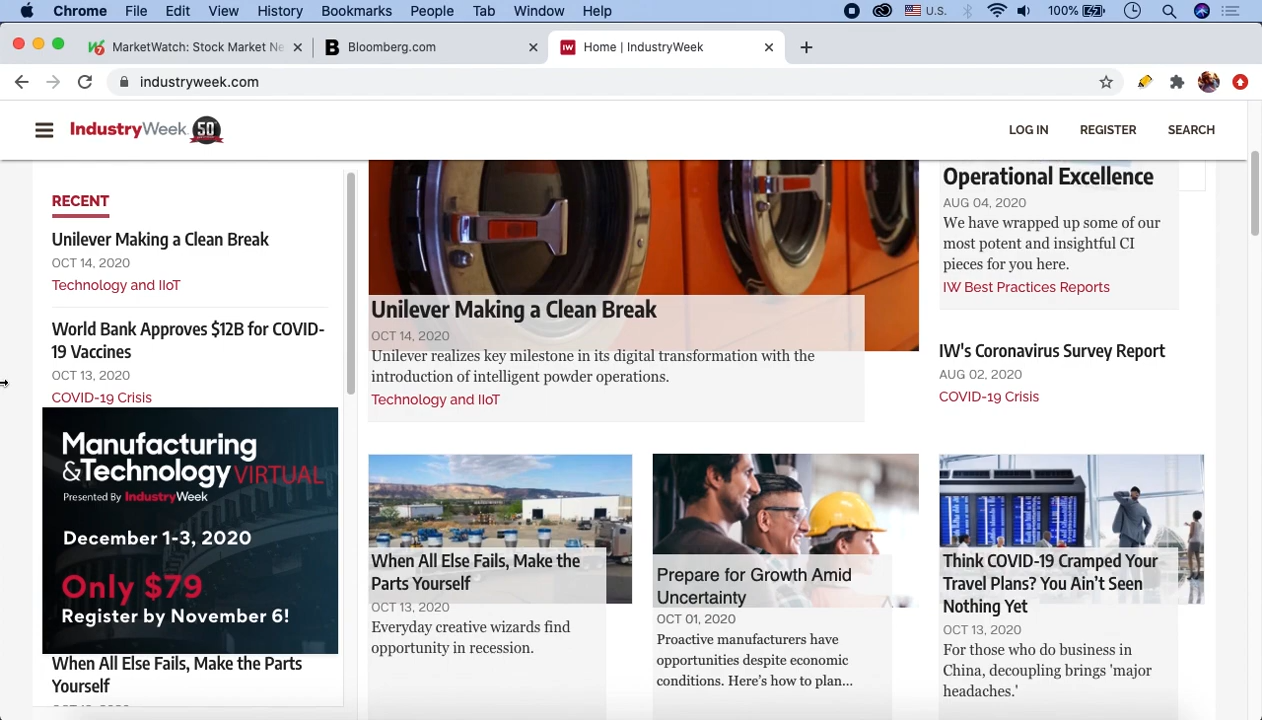 Chrome File Edit View History Bookmarks People Tab Window Help U.S. 100%
MarketWatch: Stock Market Ne
Bloomberg.com
IW Home | IndustryWeek
industryweek.com
IndustryWeek. 50
LOG IN REGISTER SEARCH
RECENT
Unilever Making a Clean Break
OCT 14, 2020
Technology and IIoT
World Bank Approves $12B for COVID-
19 Vaccines
OCT 13, 2020
COVID-19 Crisis
Manufacturing
&Technology VIRTUAL
Presented By IndustryWeek
December 1-3, 2020
Only $79
Register by November 6!
When All Else Fails, Make the Parts
Yourself
Unilever Making a Clean Break
OCT 14, 2020
Unilever realizes key milestone in its digital transformation with the
introduction of intelligent powder operations.
Technology and IIoT
Operational Excellence
AUG 04, 2020
We have wrapped up some of our
most potent and insightful CI
pieces for you here.
IW Best Practices Reports
IW's Coronavirus Survey Report
AUG 02, 2020
COVID-19 Crisis
When All Else Fails, Make the
Parts Yourself
OCT 13, 2020
Everyday creative wizards find
opportunity in recession.
Prepare for Growth Amid
Uncertainty
OCT 01, 2020
Proactive manufacturers have
opportunities despite economic
conditions. Here's how to plan...
Think COVID-19 Cramped Your
Travel Plans? You Ain't Seen
Nothing Yet
OCT 13, 2020
For those who do business in
China, decoupling brings 'major
headaches.'